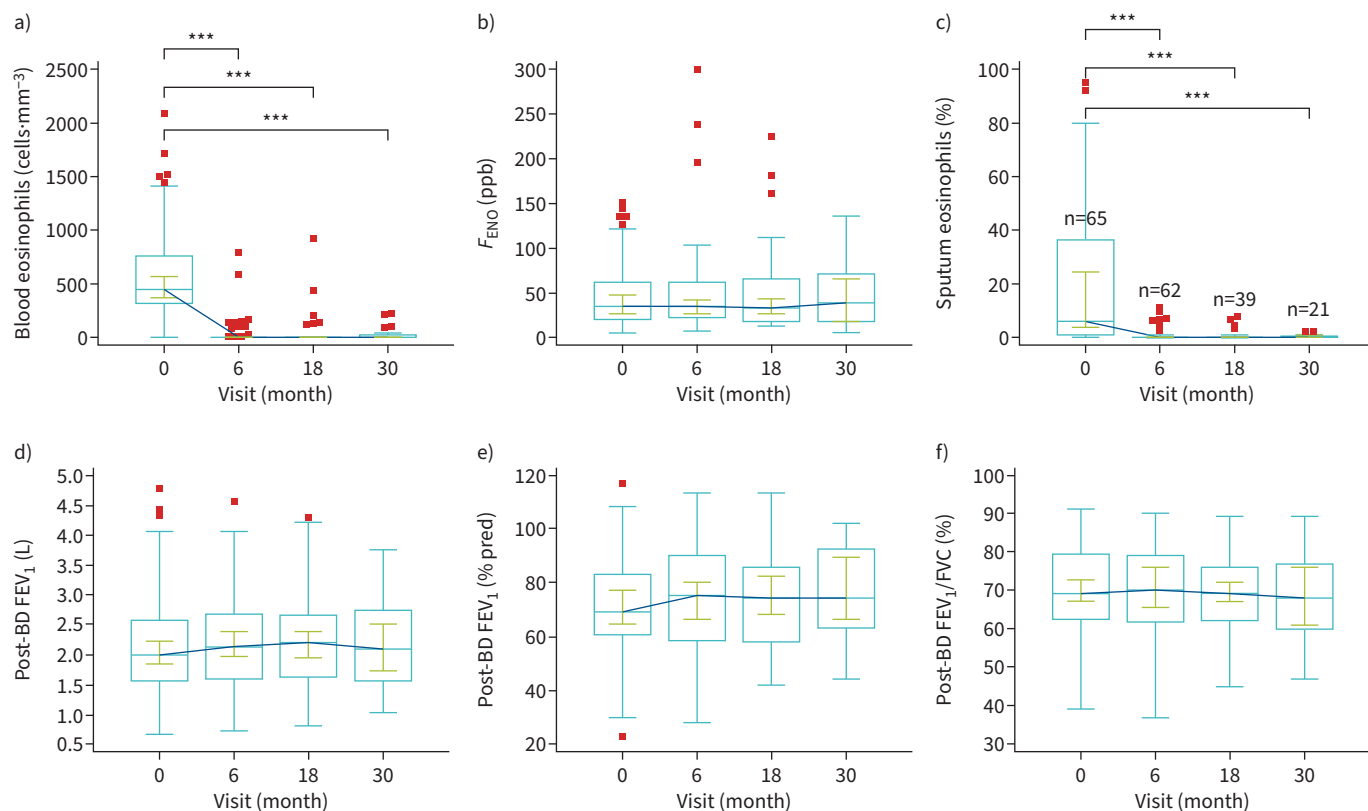 a)
***
***
***
Blood eosinophils (cells·mm⁻³)
2500
2000
1500
1000
500
0
0 6 18 30
Visit (month)
b)
F_ENO (ppb)
300
250
200
150
100
50
0
0 6 18 30
Visit (month)
c)
***
***
***
Sputum eosinophils (%)
100
80
60
40
20
0
n=65
n=62
n=39
n=21
0 6 18 30
Visit (month)
d)
Post-BD FEV₁ (L)
5.0
4.5
4.0
3.5
3.0
2.5
2.0
1.5
1.0
0.5
0 6 18 30
Visit (month)
e)
Post-BD FEV₁ (% pred)
120
100
80
60
40
20
0 6 18 30
Visit (month)
f)
Post-BD FEV₁/FVC (%)
100
90
80
70
60
50
40
30
0 6 18 30
Visit (month)